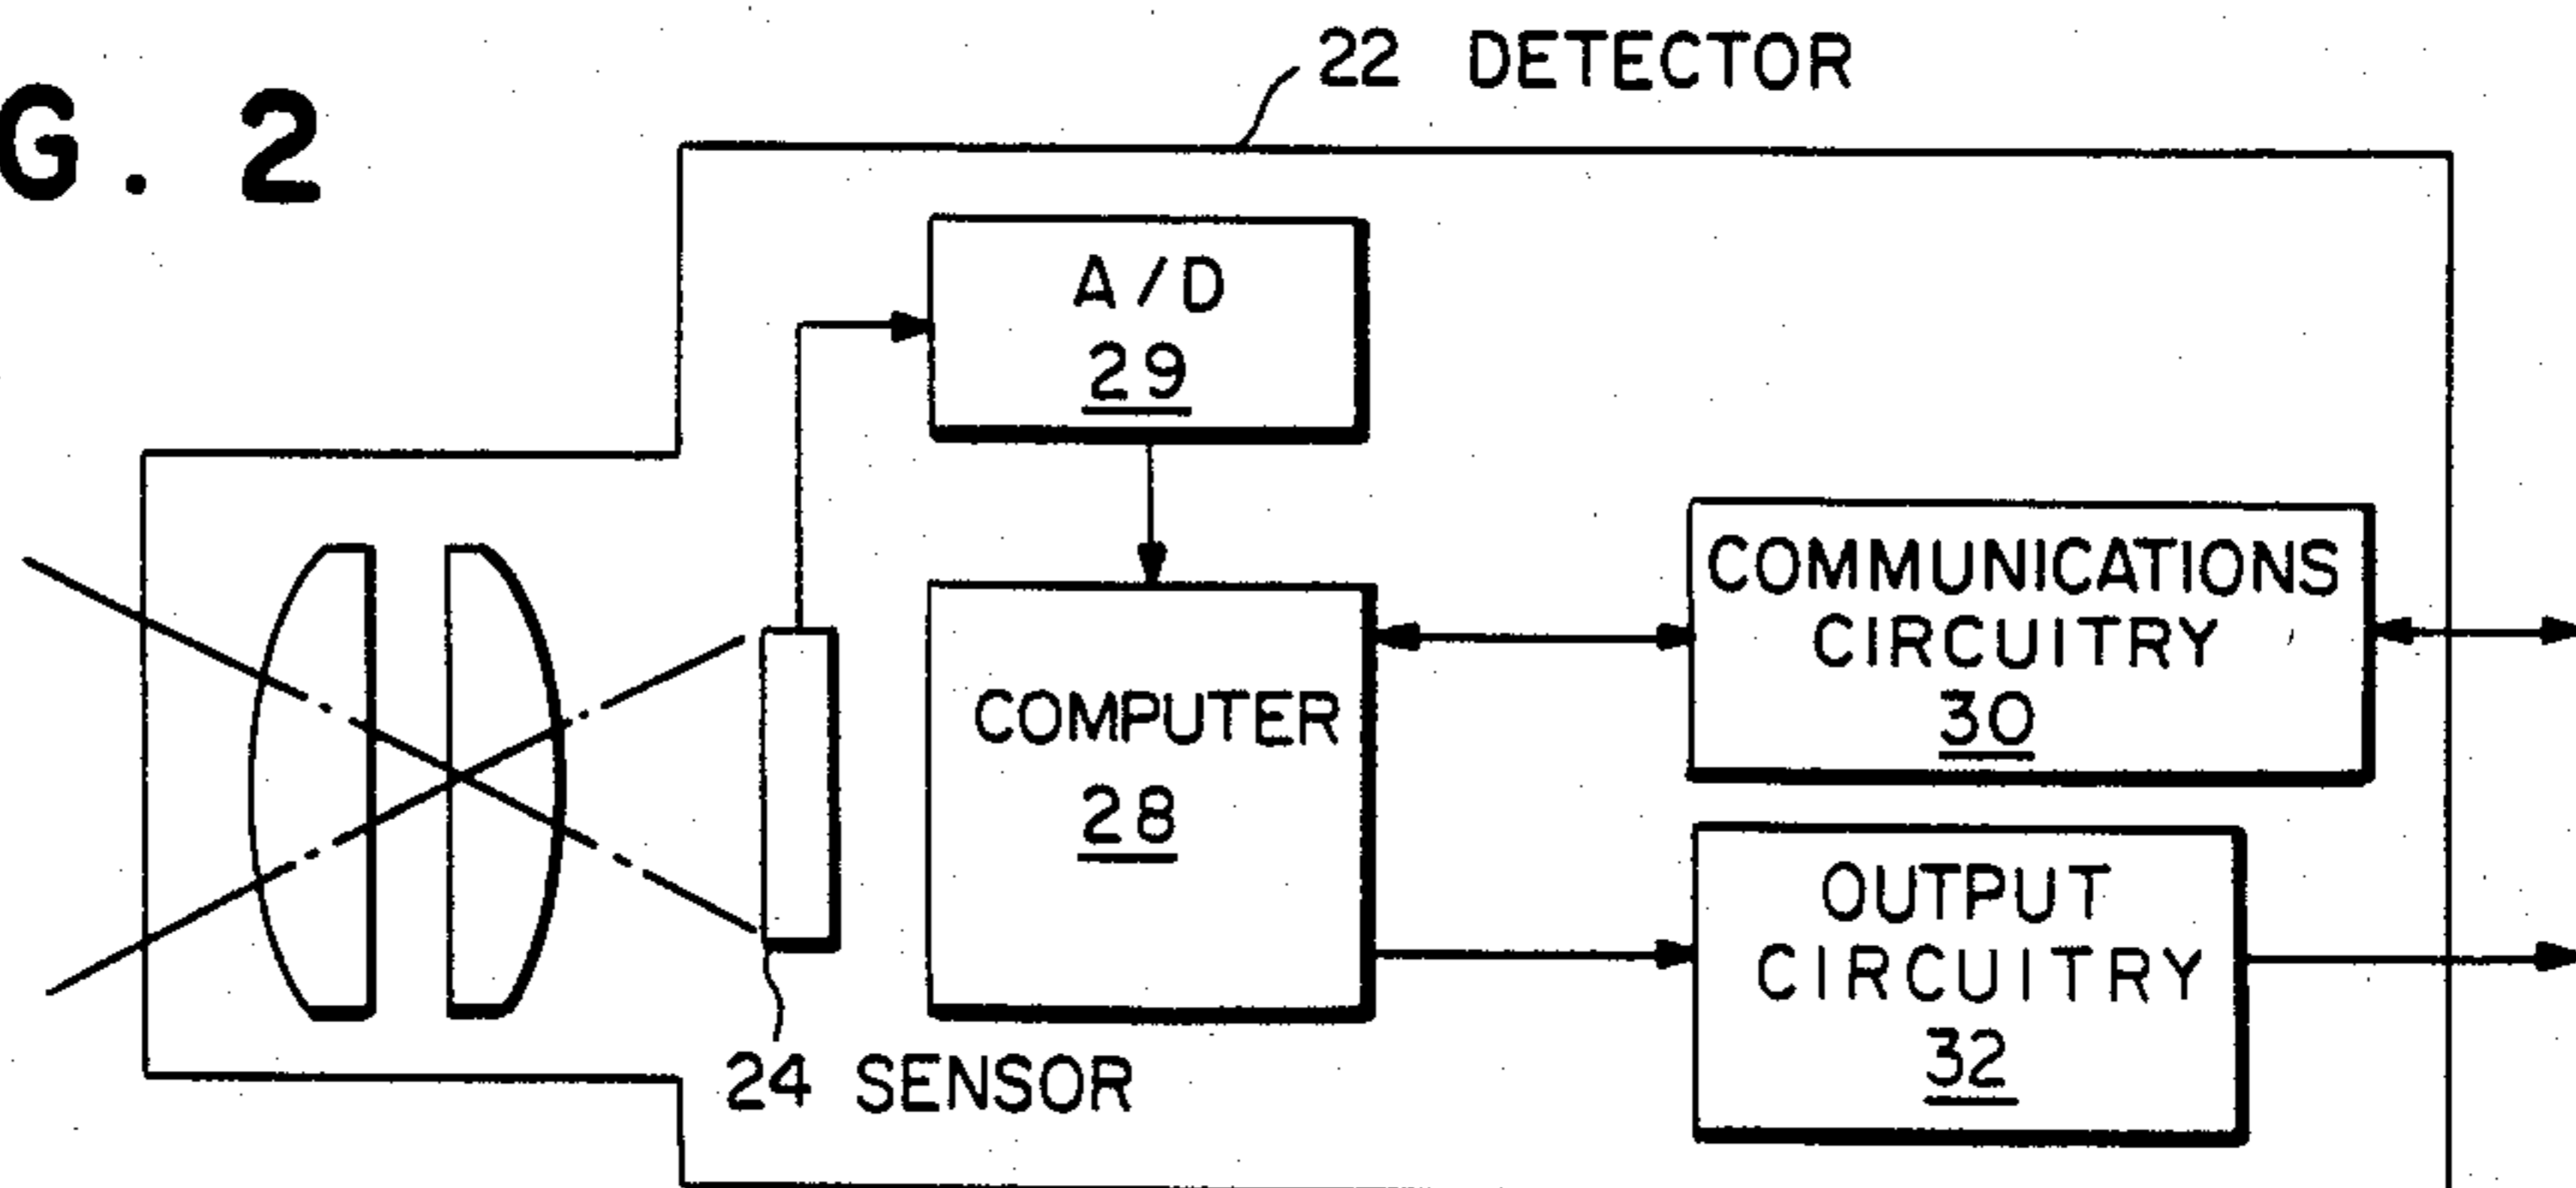 G. 2
22 DETECTOR
A/D
29
COMMUNICATIONS
CIRCUITRY
30
COMPUTER
28
OUTPUT
CIRCUITRY
32
24 SENSOR